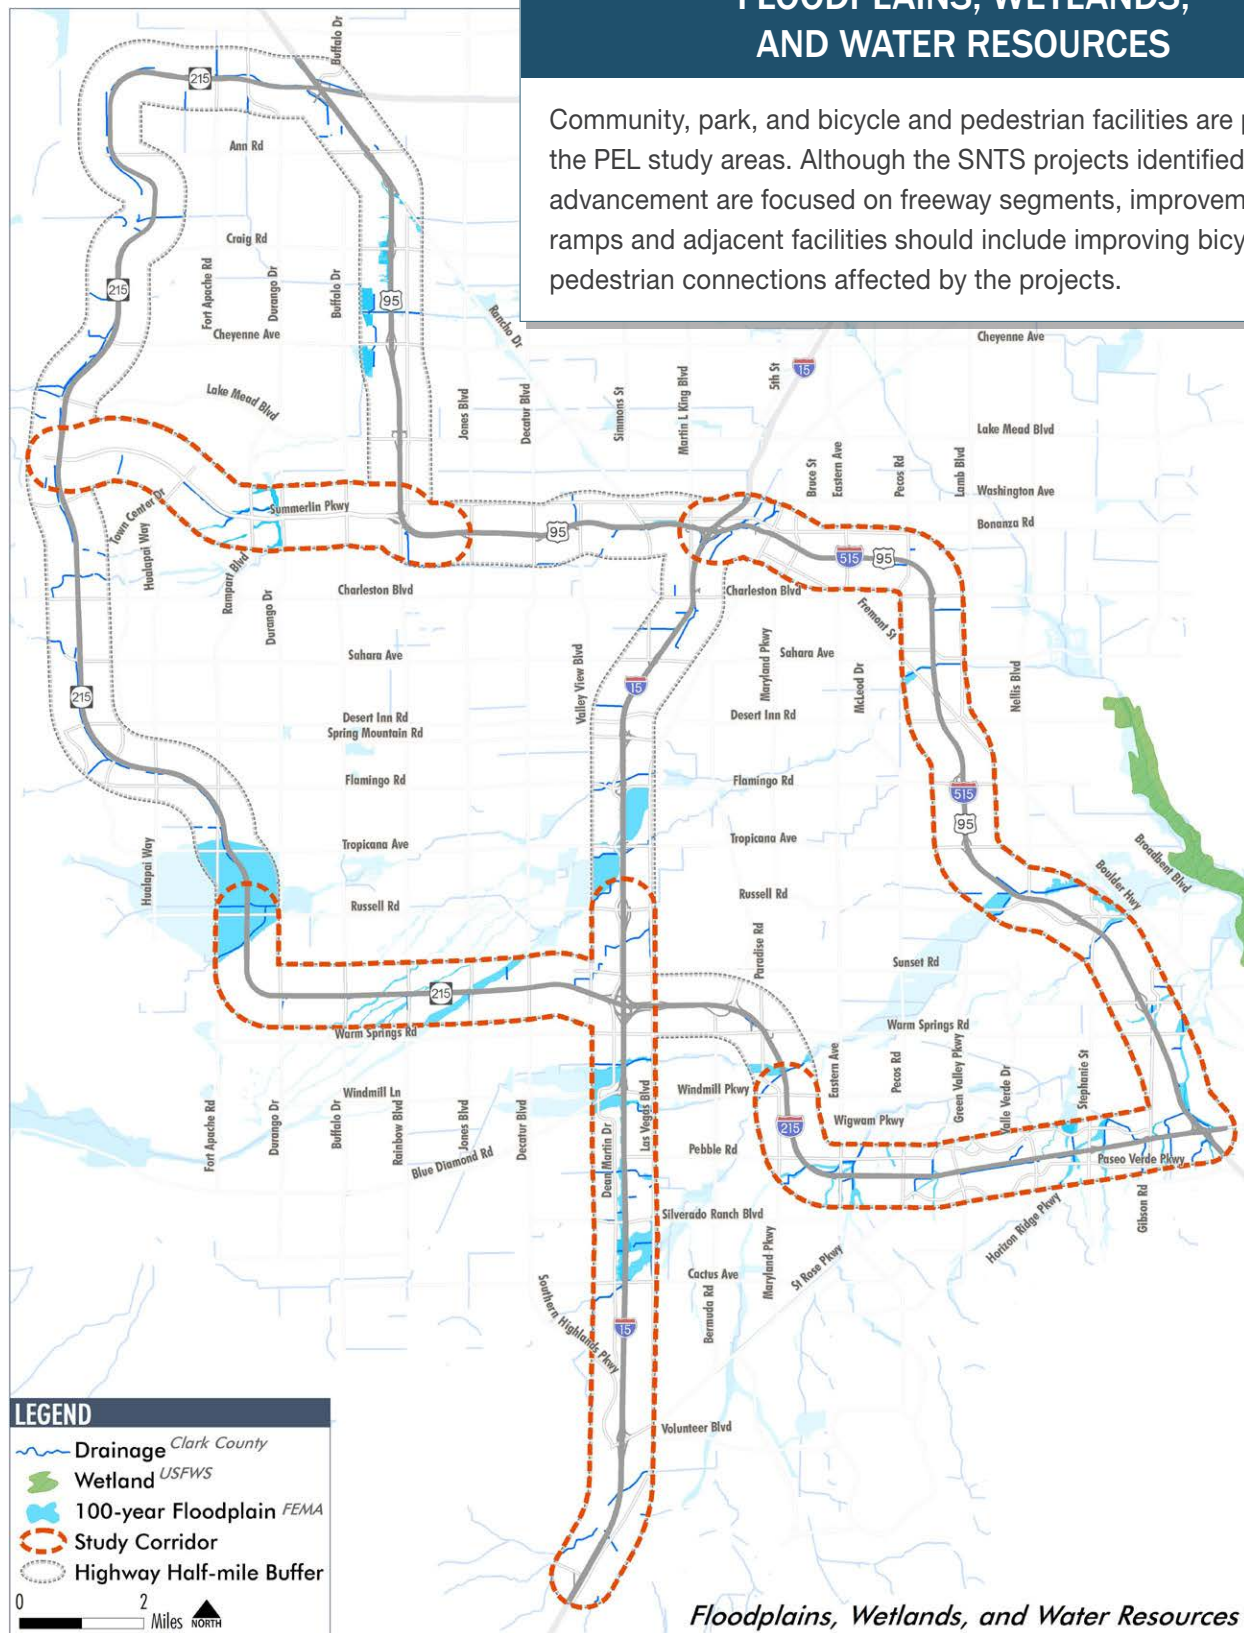 FLOODPLAINS, WETLANDS,
AND WATER RESOURCES
Community, park, and bicycle and pedestrian facilities are
the PEL study areas. Although the SNTS projects identified
advancement are focused on freeway segments,
ramps and adjacent facilities should include improving
pedestrian connections affected by the projects.
215
Buffalo Dr
Ann Rd
Craig Rd
Fort Apache Rd
Durango Dr
Buffalo Dr
215
95
Cheyenne Ave
Rancho Dr
Cheyenne Ave
15
5th St
Lake Mead Blvd
Jones Blvd
Decatur Blvd
Simmons St
Martin L King Blvd
Lake Mead Blvd
Bruce St
Eastern Ave
Pecos Rd
Lamb Blvd
Washington Ave
Town Center Dr
Summerlin Pkwy
95
Bonanza Rd
Hualapai Way
Rampart Blvd
Durango Dr
515
95
Charleston Blvd
Charleston Blvd
Fremont St
Sahara Ave
Valley View Blvd
Maryland Pkwy
Sahara Ave
McLeod Dr
Nellis Blvd
215
15
Desert Inn Rd
Spring Mountain Rd
Desert Inn Rd
Flamingo Rd
Flamingo Rd
515
95
Tropicana Ave
Tropicana Ave
Hualapai Way
Broadbent Blvd
Boulder Hwy
Russell Rd
Russell Rd
Paradise Rd
Sunset Rd
215
Warm Springs Rd
Warm Springs Rd
Windmill Ln
Windmill Pkwy
Eastern Ave
Pecos Rd
Green Valley Pkwy
Valle Verde Dr
Stephanie St
Fort Apache Rd
Durango Dr
Buffalo Dr
Rainbow Blvd
Jones Blvd
Decatur Blvd
Dean Martin Dr
Las Vegas Blvd
215
Wigwam Pkwy
Blue Diamond Rd
Pebble Rd
Paseo Verde Pkwy
Silverado Ranch Blvd
Maryland Pkwy
St Rose Pkwy
Horizon Ridge Pkwy
Gibson Rd
Cactus Ave
Bermuda Rd
Southern Highlands Pkwy
15
Volunteer Blvd
LEGEND
Drainage Clark County
Wetland USFWS
100-year Floodplain FEMA
Study Corridor
Highway Half-mile Buffer
0 2
Miles NORTH
Floodplains, Wetlands, and Water Resources